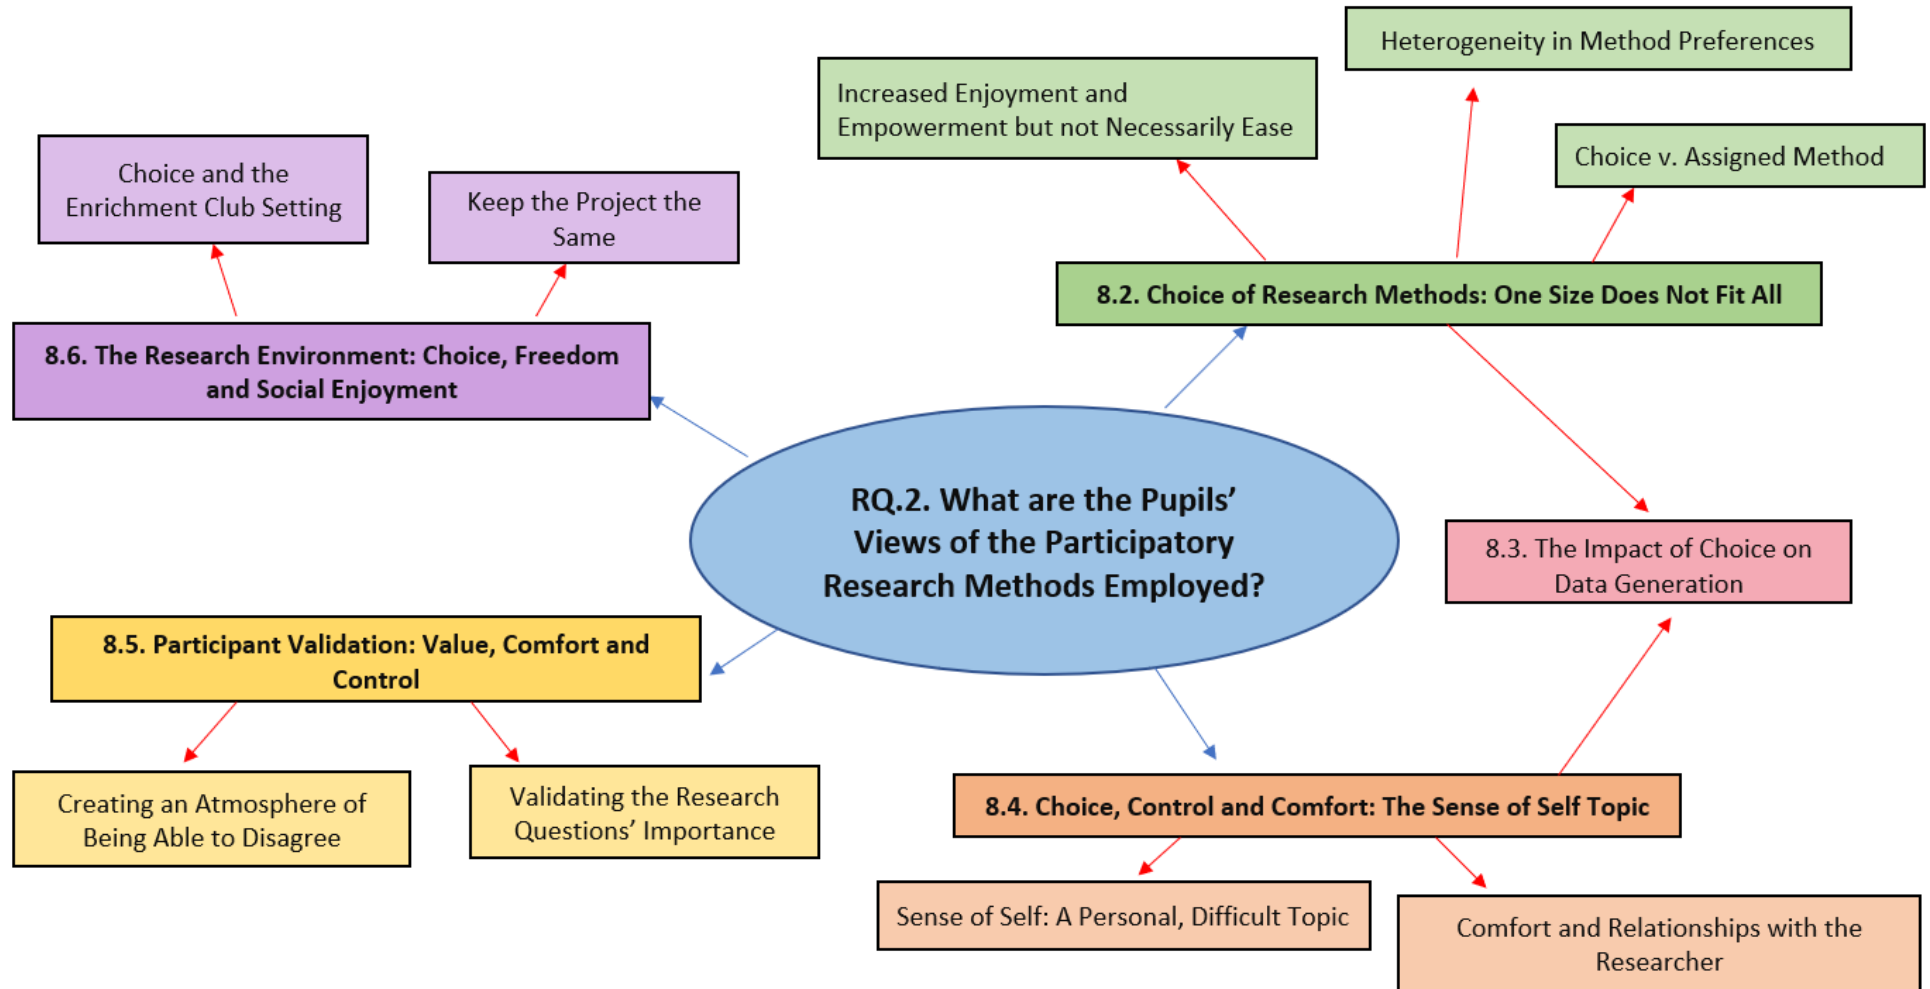 Heterogeneity in Method Preferences
Increased Enjoyment and
Empowerment but not Necessarily Ease
Choice v. Assigned Method
Choice and the
Enrichment Club Setting
Keep the Project the
Same
8.2. Choice of Research Methods: One Size Does Not Fit All
8.6. The Research Environment: Choice, Freedom
and Social Enjoyment
RQ.2. What are the Pupils’
Views of the Participatory
Research Methods Employed?
8.3. The Impact of Choice on
Data Generation
8.5. Participant Validation: Value, Comfort and
Control
Creating an Atmosphere of
Being Able to Disagree
Validating the Research
Questions’ Importance
8.4. Choice, Control and Comfort: The Sense of Self Topic
Sense of Self: A Personal, Difficult Topic
Comfort and Relationships with the
Researcher